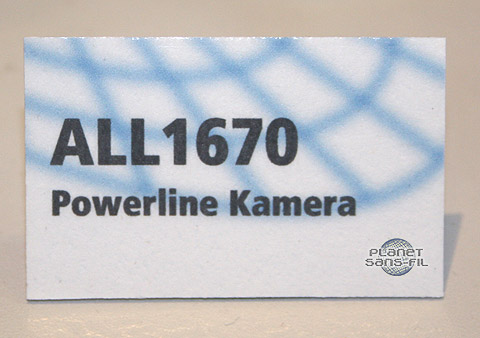 ALL1670
Powerline Kamera
PLANET
SANS-FIL